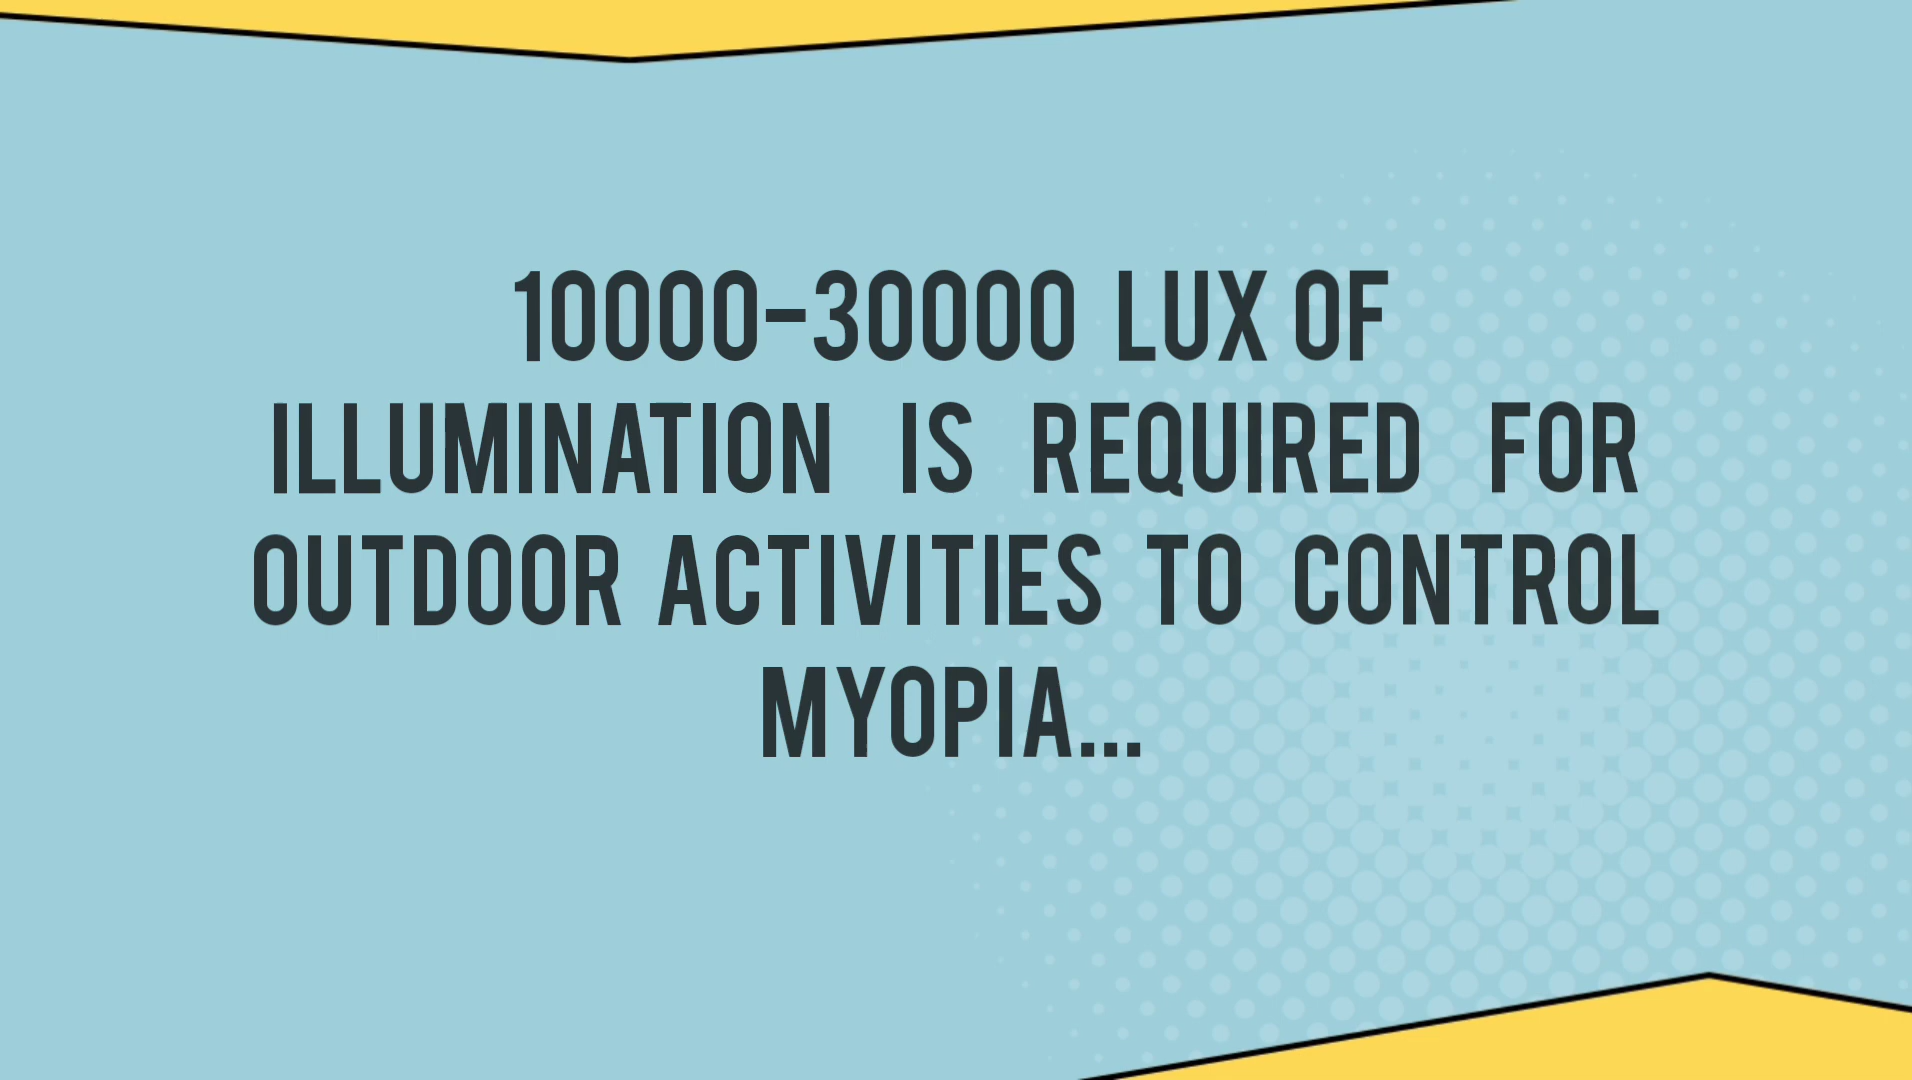 10000-30000 LUX OF
ILLUMINATION IS REQUIRED FOR
OUTDOOR ACTIVITIES TO CONTROL
MYOPIA...